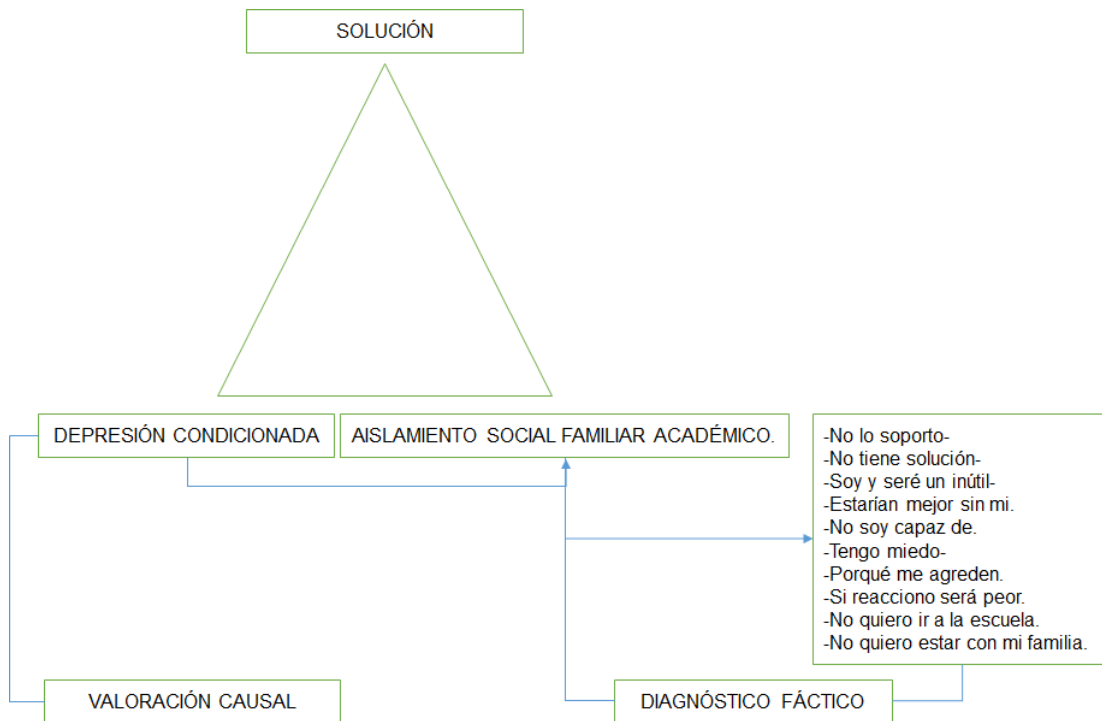 SOLUCIÓN
DEPRESIÓN CONDICIONADA
AISLAMIENTO SOCIAL FAMILIAR ACADÉMICO.
-No lo soporto-
-No tiene solución-
-Soy y seré un inútil-
-Estarían mejor sin mi.
-No soy capaz de.
-Tengo miedo-
-Porqué me agreden.
-Si reacciono será peor.
-No quiero ir a la escuela.
-No quiero estar con mi familia.
VALORACIÓN CAUSAL
DIAGNÓSTICO FÁCTICO